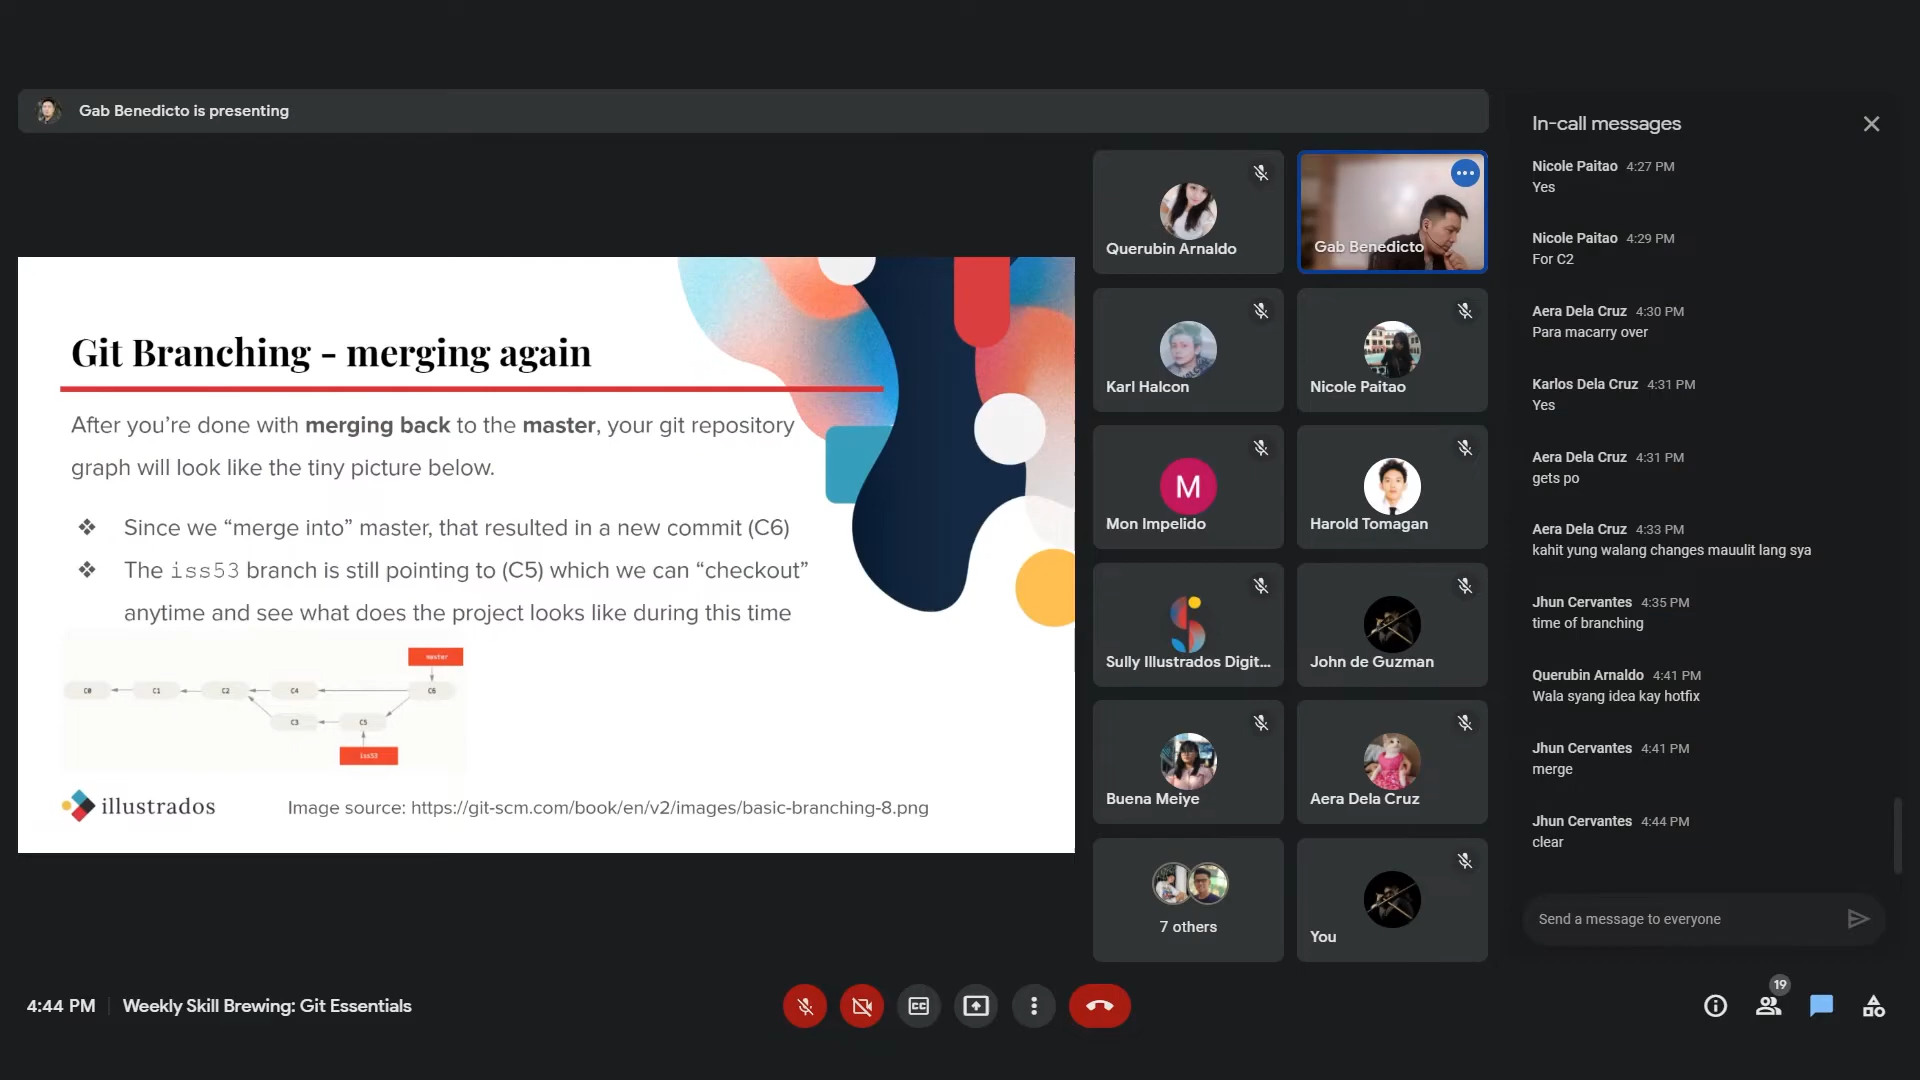 Gab Benedicto is presenting
Git Branching - merging again
After you’re done with merging back to the master, your git repository
graph will look like the tiny picture below.
❖ Since we “merge into” master, that resulted in a new commit (C6)
❖ The iss53 branch is still pointing to (C5) which we can “checkout”
anytime and see what does the project looks like during this time
master
C0 C1 C2 C4 C6
C3 C5
iss53
illustrados
Image source: https://git-scm.com/book/en/v2/images/basic-branching-8.png
Querubin Arnaldo
Gab Benedicto
Karl Halcon
Nicole Paitao
M
Mon Impelido
Harold Tomagan
Sully Illustrados Digit...
John de Guzman
Buena Meiye
Aera Dela Cruz
7 others
You
In-call messages
Nicole Paitao 4:27 PM
Yes
Nicole Paitao 4:29 PM
For C2
Aera Dela Cruz 4:30 PM
Para macarry over
Karlos Dela Cruz 4:31 PM
Yes
Aera Dela Cruz 4:31 PM
gets po
Aera Dela Cruz 4:33 PM
kahit yung walang changes mauulit lang sya
Jhun Cervantes 4:35 PM
time of branching
Querubin Arnaldo 4:41 PM
Wala syang idea kay hotfix
Jhun Cervantes 4:41 PM
merge
Jhun Cervantes 4:44 PM
clear
Send a message to everyone
4:44 PM Weekly Skill Brewing: Git Essentials
CC
19